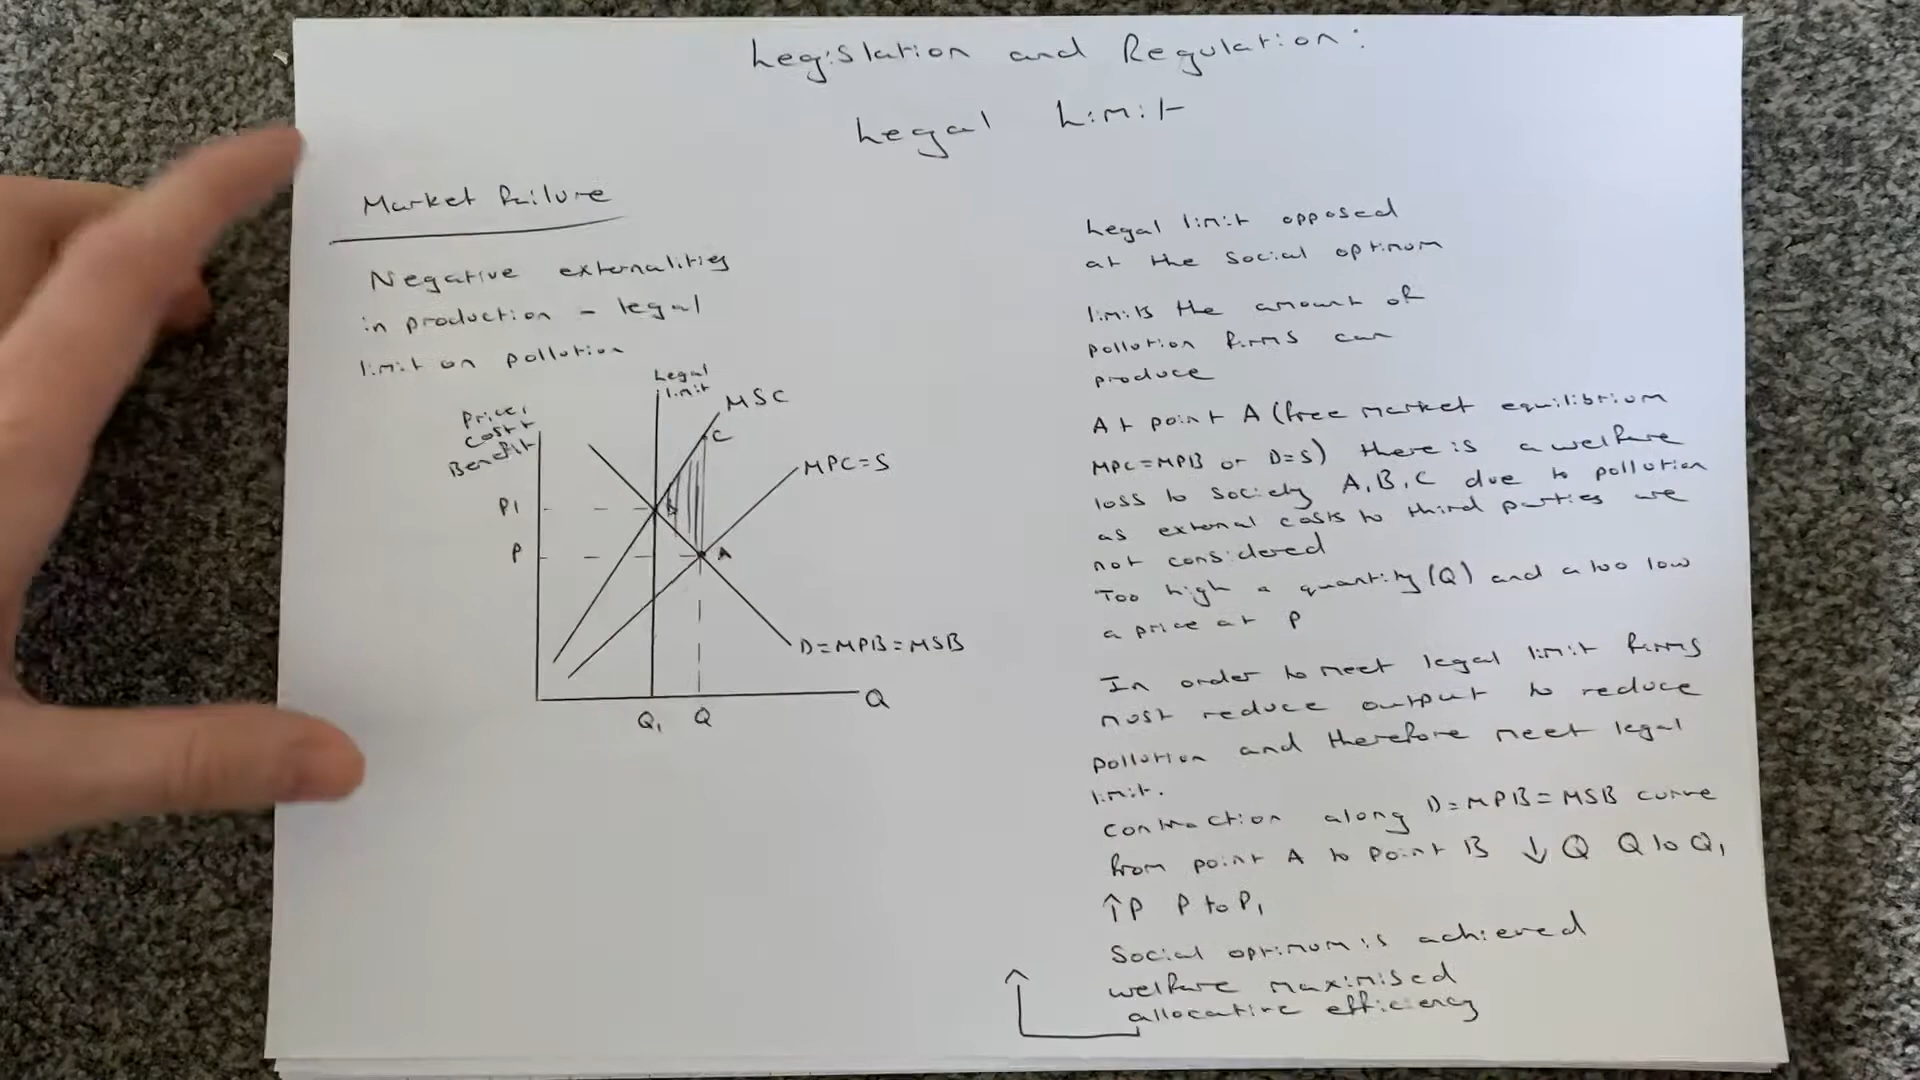 Legislation and Regulation:
Legal Limit
Market failure
Negative externalities
in production - legal
limit on pollution
Legal
limit
Price,
Cost +
Benefit
MSC
C
MPC=S
P1
B
P
A
D=MPB=MSB
Q1 Q
Q
Legal limit opposed
at the social optimum
limits the amount of
pollution firms can
produce
At point A (free market equilibrium
MPC=MPB or D=S) there is a welfare
loss to society A,B,C due to pollution
as external costs to third parties are
not considered
Too high a quantity (Q) and a too low
a price at P
In order to meet legal limit firms
must reduce output to reduce
pollution and therefore meet legal
limit.
Contraction along D=MPB=MSB curve
from point A to point B ↓ Q Q to Q1
↑P P to P1
Social optimum is achieved
welfare maximised
allocative efficiency